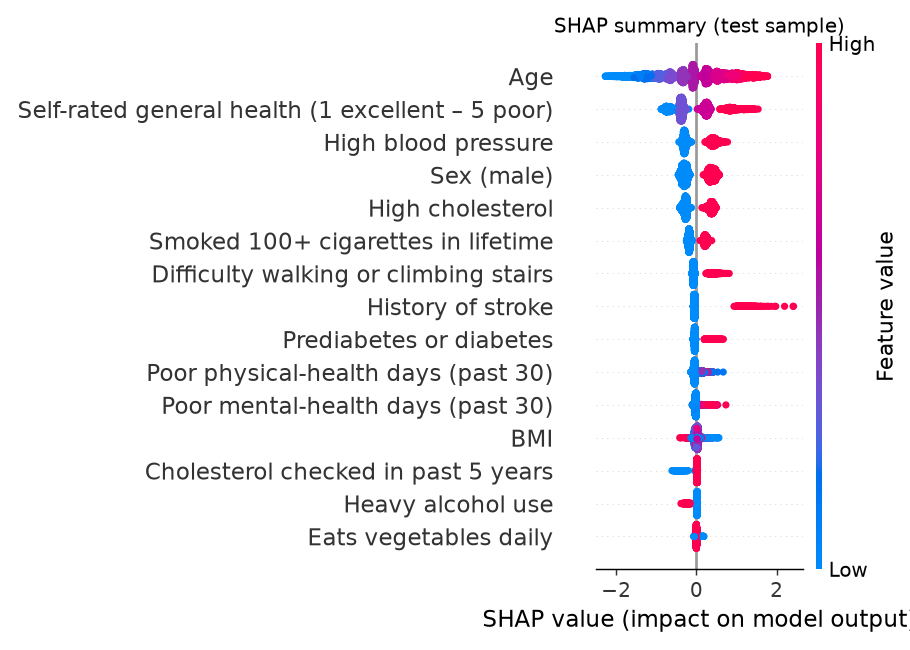 SHAP summary (test sample)
High
Age
Self-rated general health (1 excellent – 5 poor)
High blood pressure
Sex (male)
High cholesterol
Smoked 100+ cigarettes in lifetime
Difficulty walking or climbing stairs
History of stroke
Prediabetes or diabetes
Poor physical-health days (past 30)
Poor mental-health days (past 30)
BMI
Cholesterol checked in past 5 years
Heavy alcohol use
Eats vegetables daily
Feature value
Low
−2 0 2
SHAP value (impact on model output)